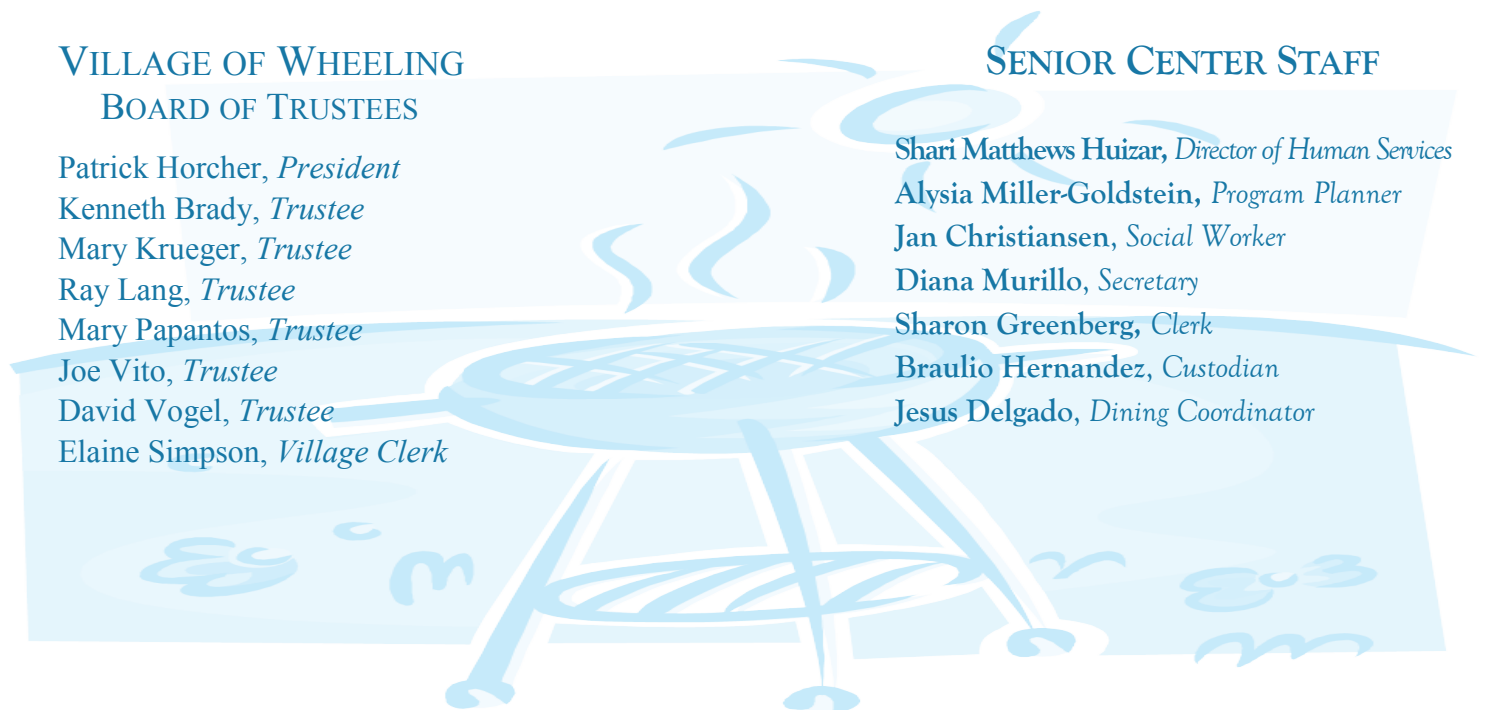 VILLAGE OF WHEELING
BOARD OF TRUSTEES
Patrick Horcher, President
Kenneth Brady, Trustee
Mary Krueger, Trustee
Ray Lang, Trustee
Mary Papantos, Trustee
Joe Vito, Trustee
David Vogel, Trustee
Elaine Simpson, Village Clerk
SENIOR CENTER STAFF
Shari Matthews Huizar, Director of Human Services
Alysia Miller-Goldstein, Program Planner
Jan Christiansen, Social Worker
Diana Murillo, Secretary
Sharon Greenberg, Clerk
Braulio Hernandez, Custodian
Jesus Delgado, Dining Coordinator